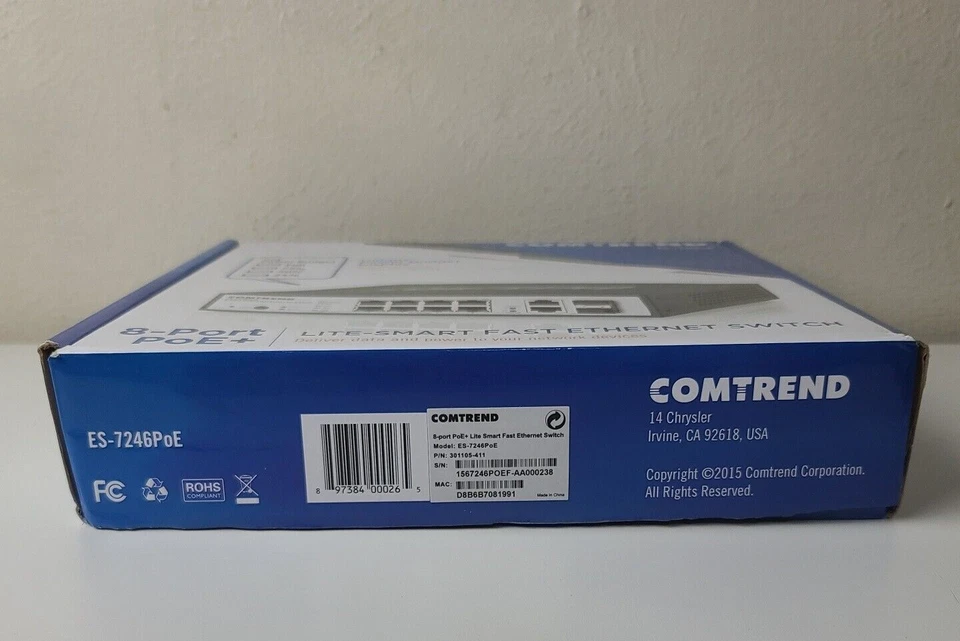 COMTREND
COMTREND
8-Port
PoE+
LITE-SMART FAST ETHERNET SWITCH
deliver data and power to your network devices
ES-7246PoE
FC
ROHS
COMPLIANT
8 97384 00026 5
COMTREND
8-port PoE+ Lite Smart Fast Ethernet Switch
Model: ES-7246PoE
P/N: 301105-411
S/N:
1567246POEF-AA000238
MAC:
D8B6B7081991
Made in China
COMTREND
14 Chrysler
Irvine, CA 92618, USA
Copyright ©2015 Comtrend Corporation.
All Rights Reserved.